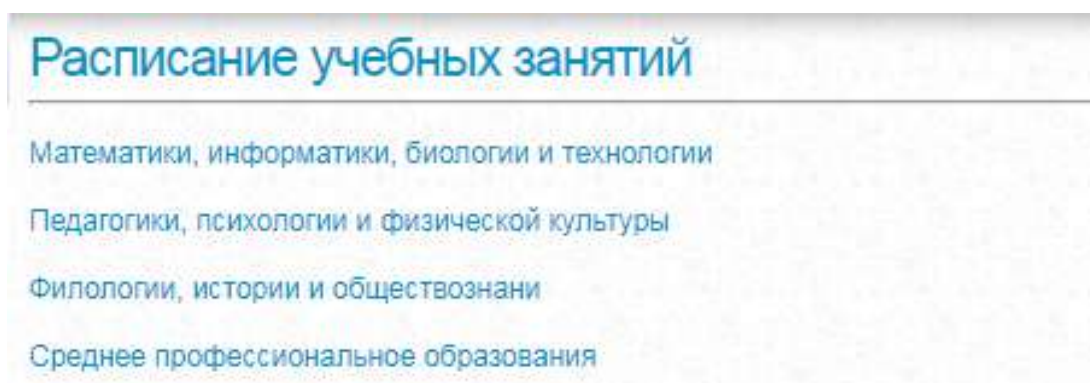 Расписание учебных занятий
Математики, информатики, биологии и технологии
Педагогики, психологии и физической культуры
Филологии, истории и обществознани
Среднее профессиональное образования